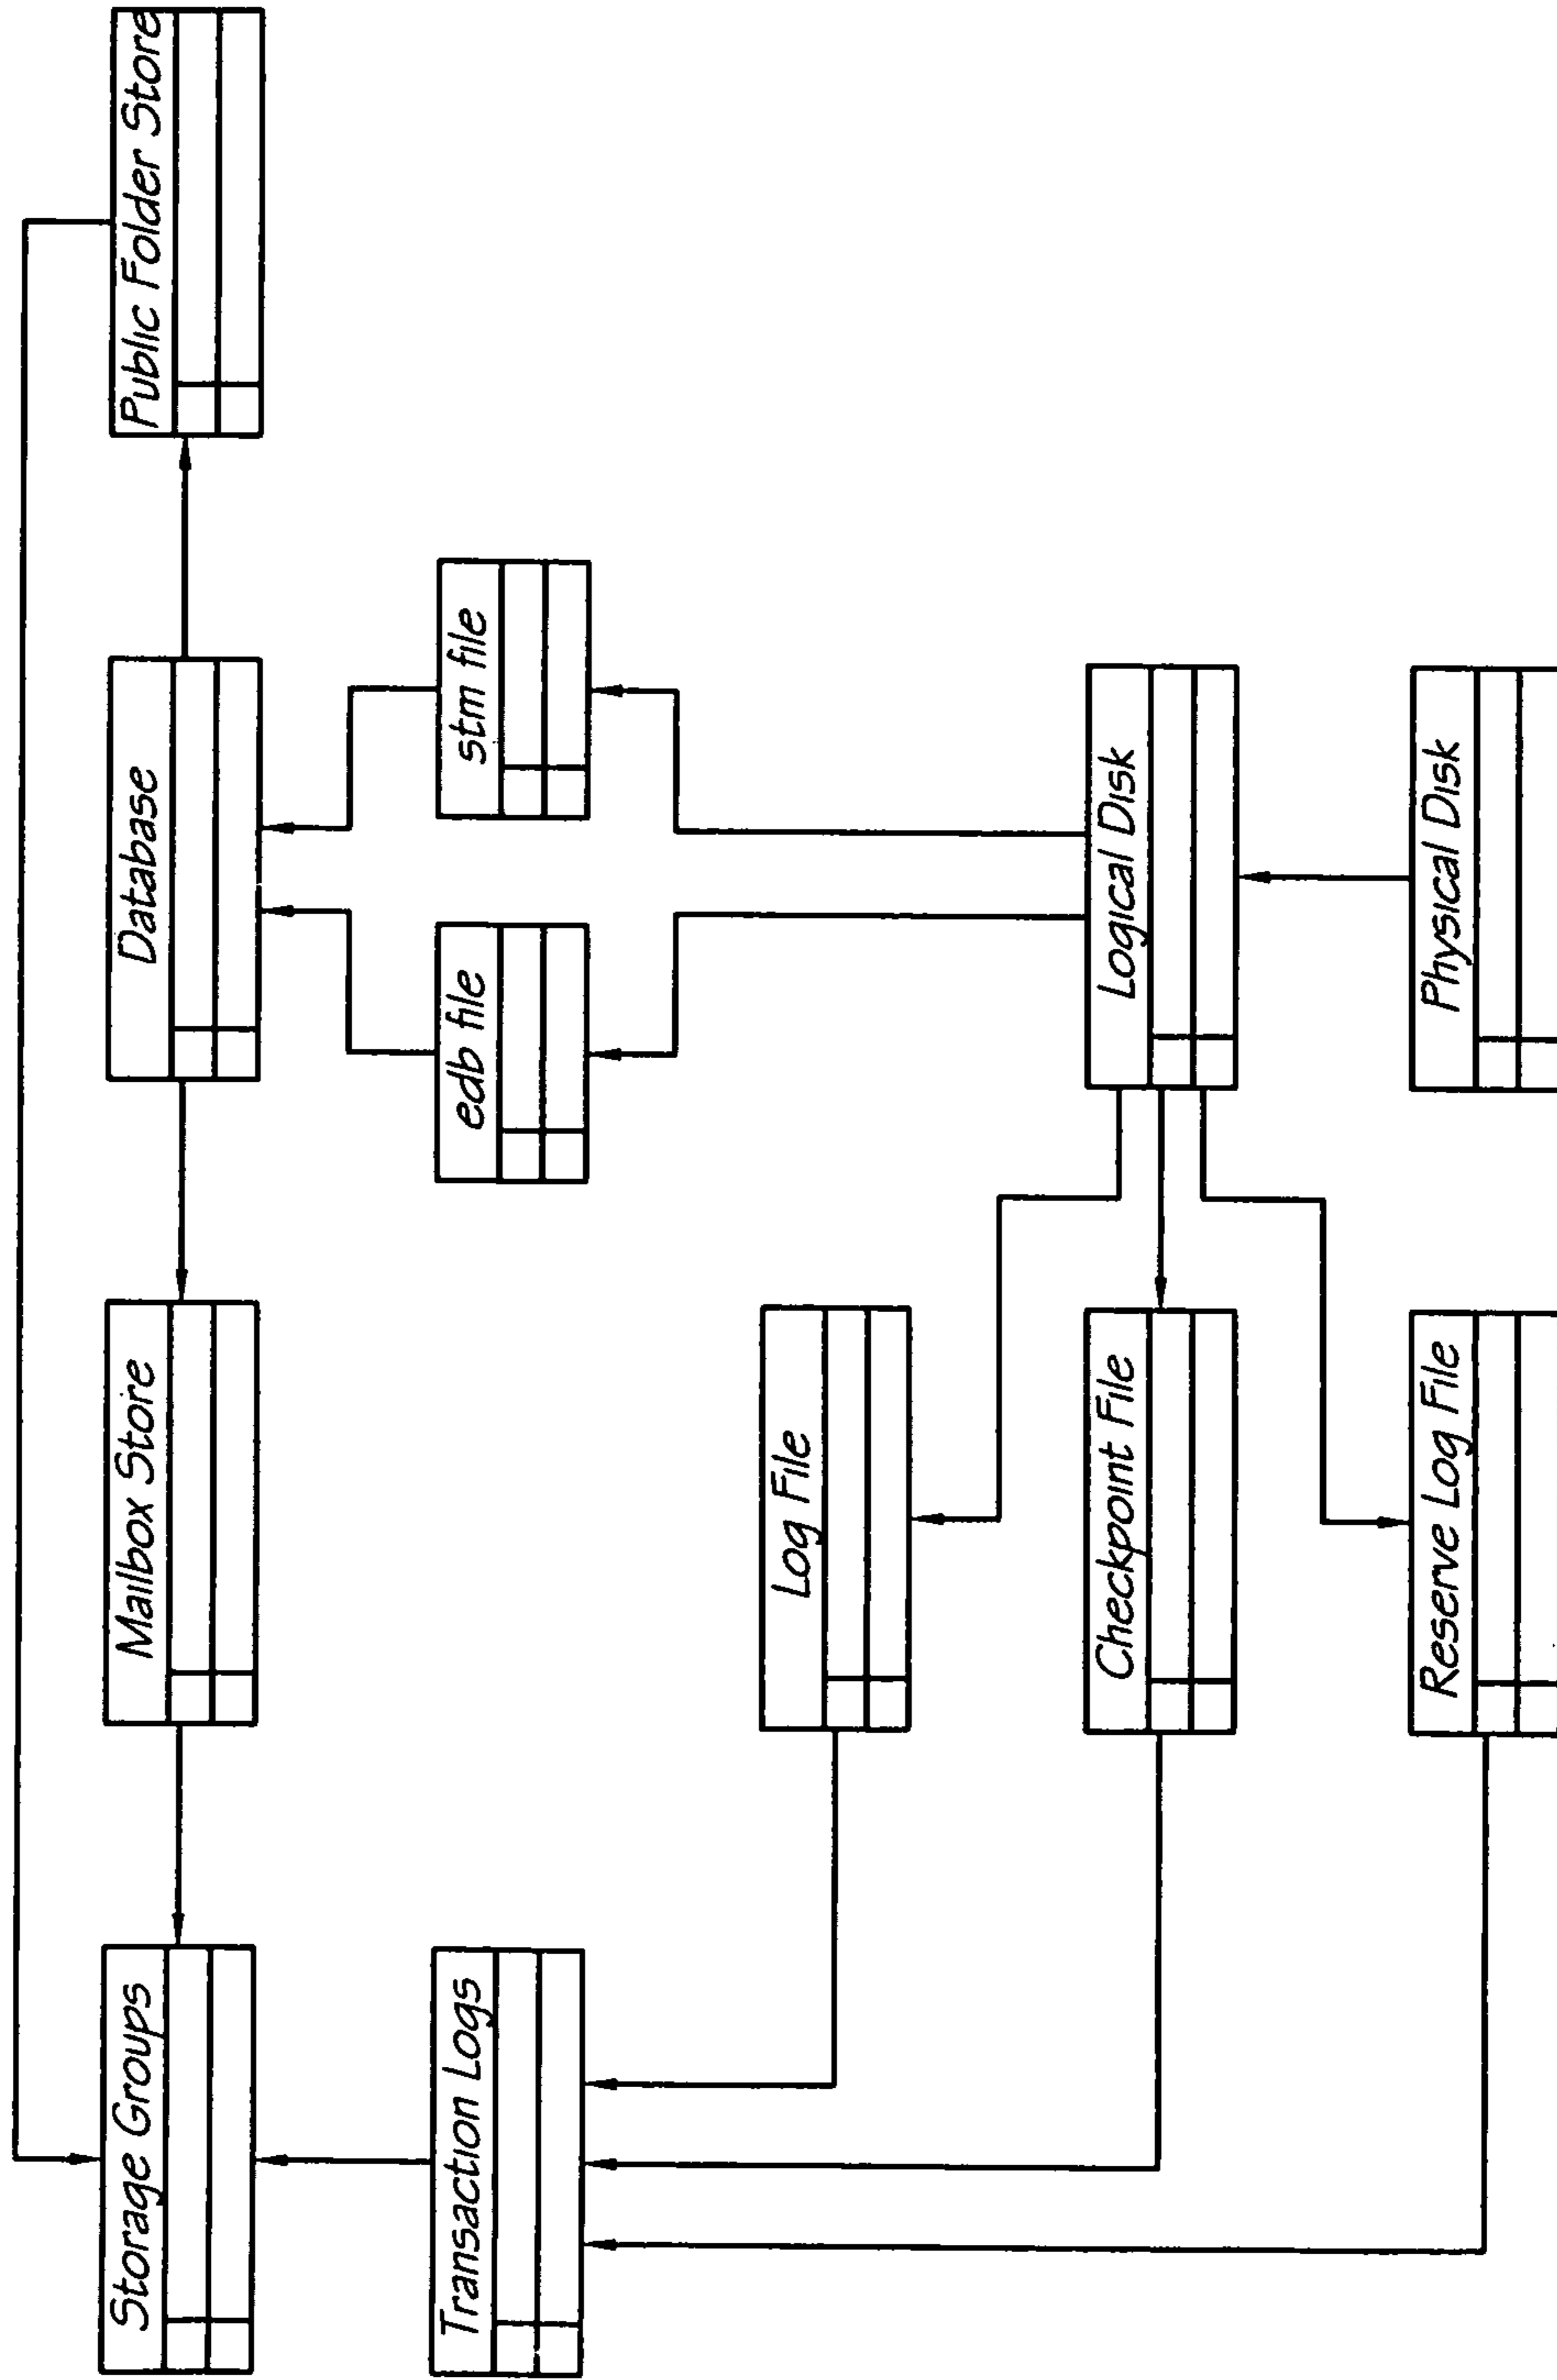 Storage Groups
Mailbox Store
Database
Public Folder Store
Transaction Logs
edb file
stm file
Log File
Checkpoint File
Logical Disk
Reserve Log File
Physical Disk